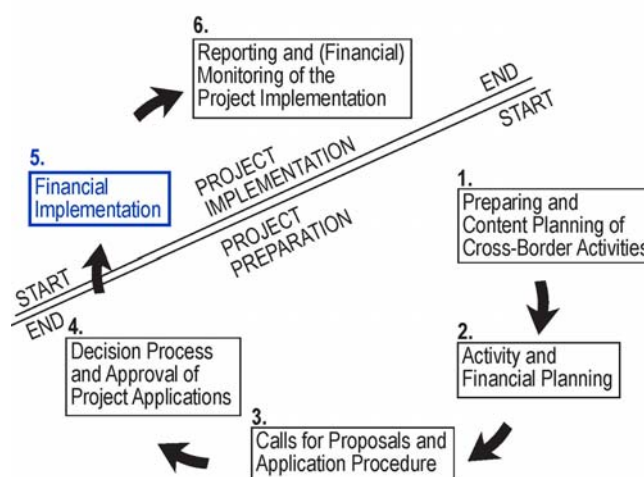 6.
Reporting and (Financial)
Monitoring of the
Project Implementation
END
START
5.
Financial
Implementation
PROJECT
IMPLEMENTATION
PROJECT
PREPARATION
1.
Preparing and
Content Planning of
Cross-Border Activities
START
END
4.
Decision Process
and Approval of
Project Applications
2.
Activity and
Financial Planning
3.
Calls for Proposals and
Application Procedure